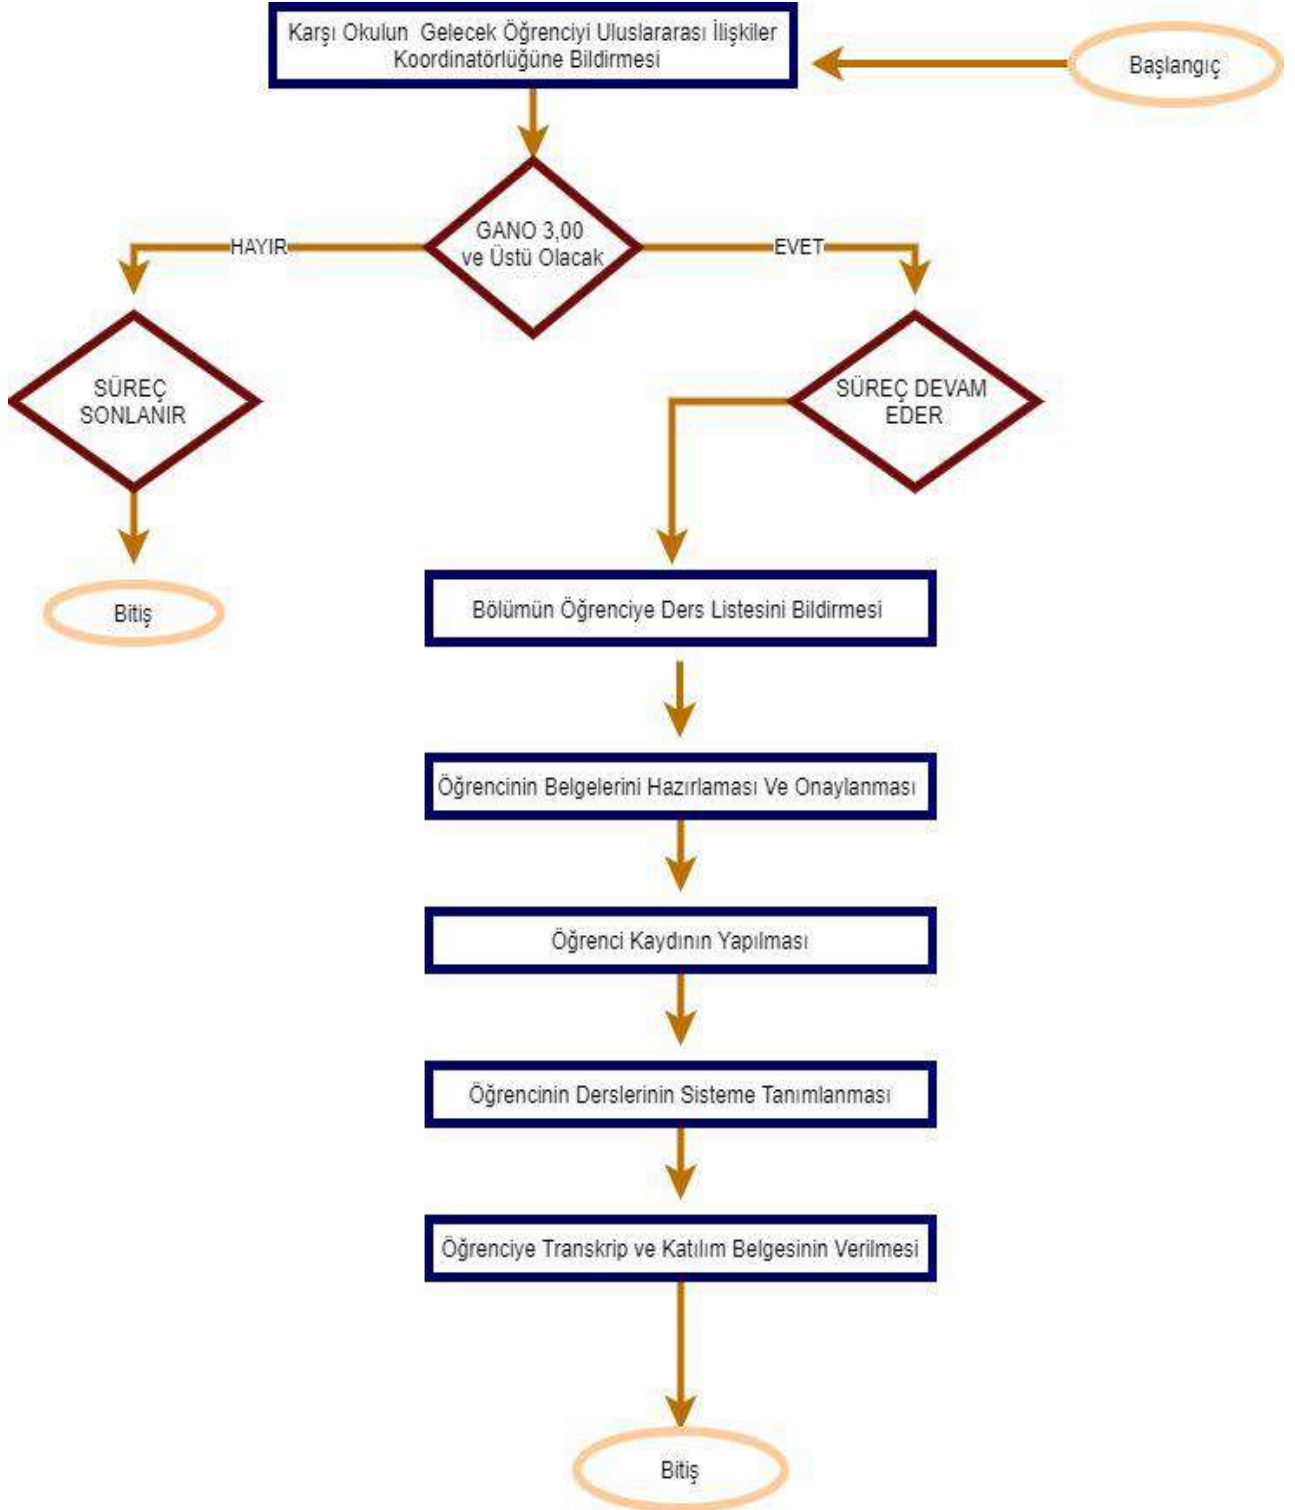 Karşı Okulun Gelecek Öğrenciyi Uluslararası İlişkiler
Koordinatörlüğüne Bildirmesi
Başlangıç
GANO 3,00
ve Üstü Olacak
HAYIR
EVET
SÜREÇ
SONLANIR
SÜREÇ DEVAM
EDER
Bitiş
Bölümün Öğrenciye Ders Listesini Bildirmesi
Öğrencinin Belgelerini Hazırlaması Ve Onaylanması
Öğrenci Kaydının Yapılması
Öğrencinin Derslerinin Sisteme Tanımlanması
Öğrenciye Transkrip ve Katılım Belgesinin Verilmesi
Bitiş